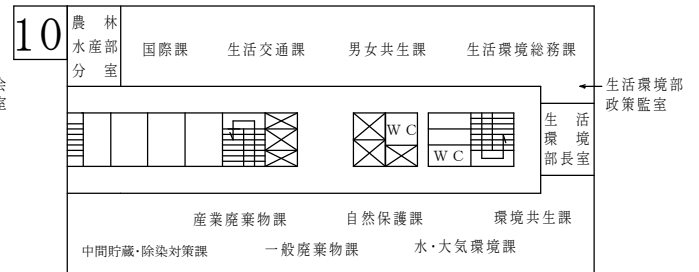 10
農林
水産部
分室
国際課
生活交通課
男女共生課
生活環境総務課
会
室
生活環境部
政策監室
生活
環境
部長室
WC
WC
産業廃棄物課
自然保護課
環境共生課
中間貯蔵・除染対策課
一般廃棄物課
水・大気環境課